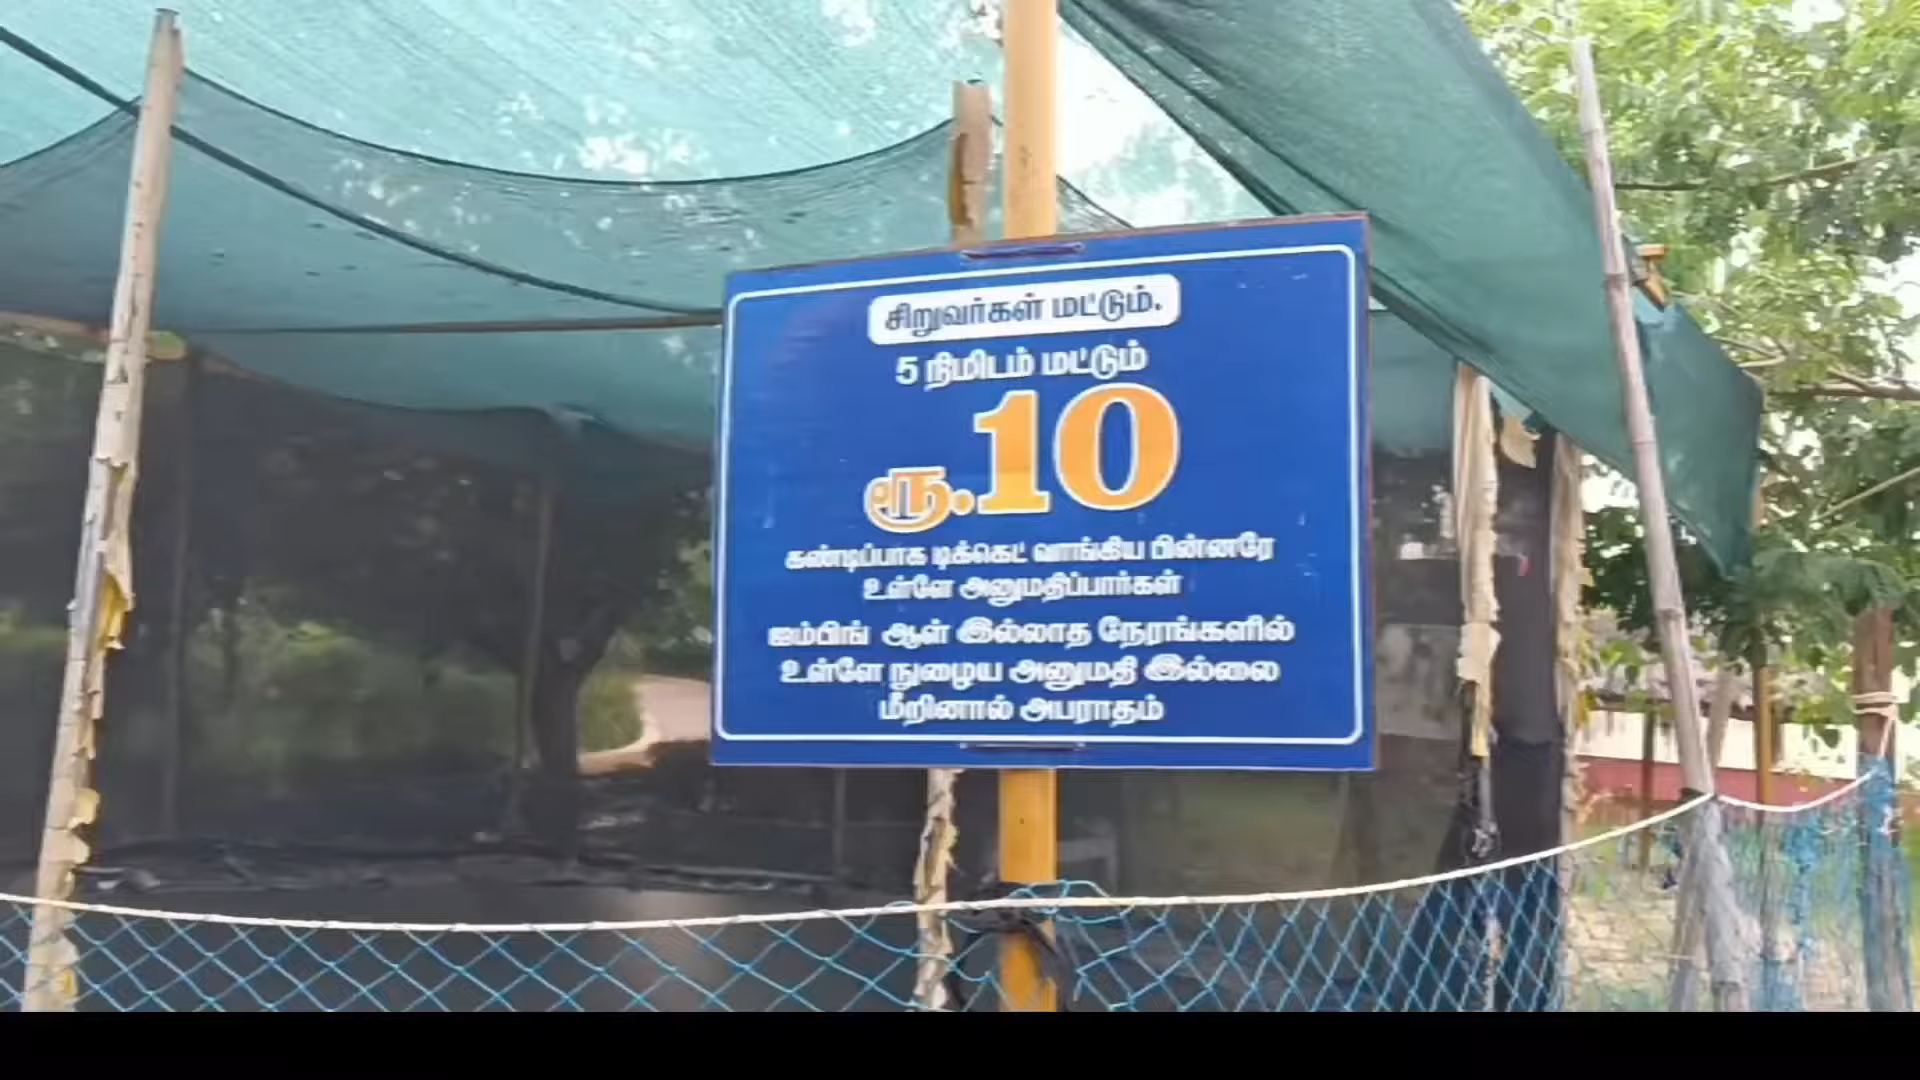 சிறுவர்கள் மட்டும்.
5 நிமிடம் மட்டும்
ரூ.10
கண்டிப்பாக டிக்கெட் வாங்கிய பின்னரே
உள்ளே அனுமதிப்பார்கள்
ஜம்பிங் ஆள் இல்லாத நேரங்களில்
உள்ளே நுழைய அனுமதி இல்லை
மீறினால் அபராதம்